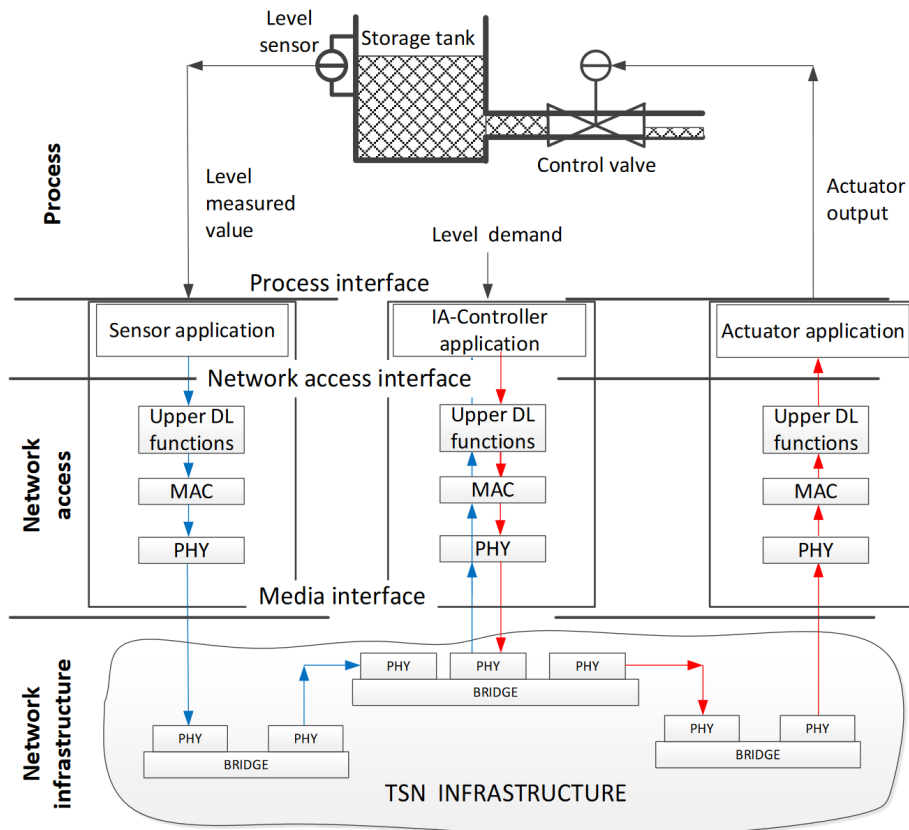 Level
sensor
Storage tank
Control valve
Process
Level
measured
value
Level demand
Actuator
output
Process interface
Sensor application
IA-Controller
application
Actuator application
Network access interface
Network
access
Upper DL
functions
MAC
PHY
Upper DL
functions
MAC
PHY
Upper DL
functions
MAC
PHY
Media interface
Network
infrastructure
PHY
PHY
BRIDGE
PHY
PHY
PHY
BRIDGE
PHY
PHY
BRIDGE
TSN INFRASTRUCTURE